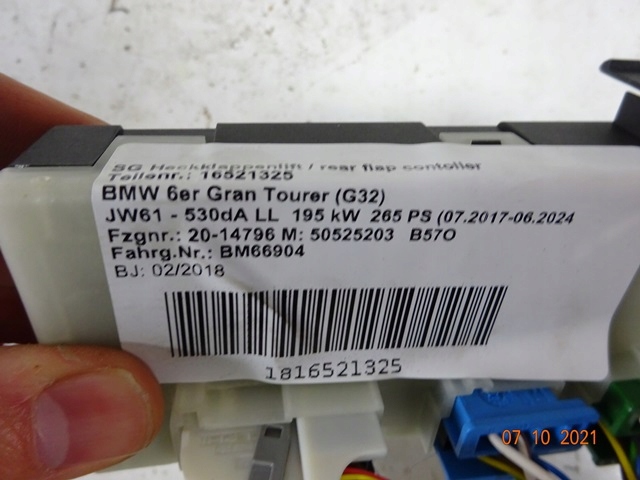 SG Heckklappenlift / rear flap contoller
Teilenr.: 16521325
BMW 6er Gran Tourer (G32)
JW61 - 530dA LL 195 kW 265 PS (07.2017-06.2024
Fzgnr.: 20-14796 M: 50525203 B57O
Fahrg.Nr.: BM66904
BJ: 02/2018
1816521325
07 10 2021